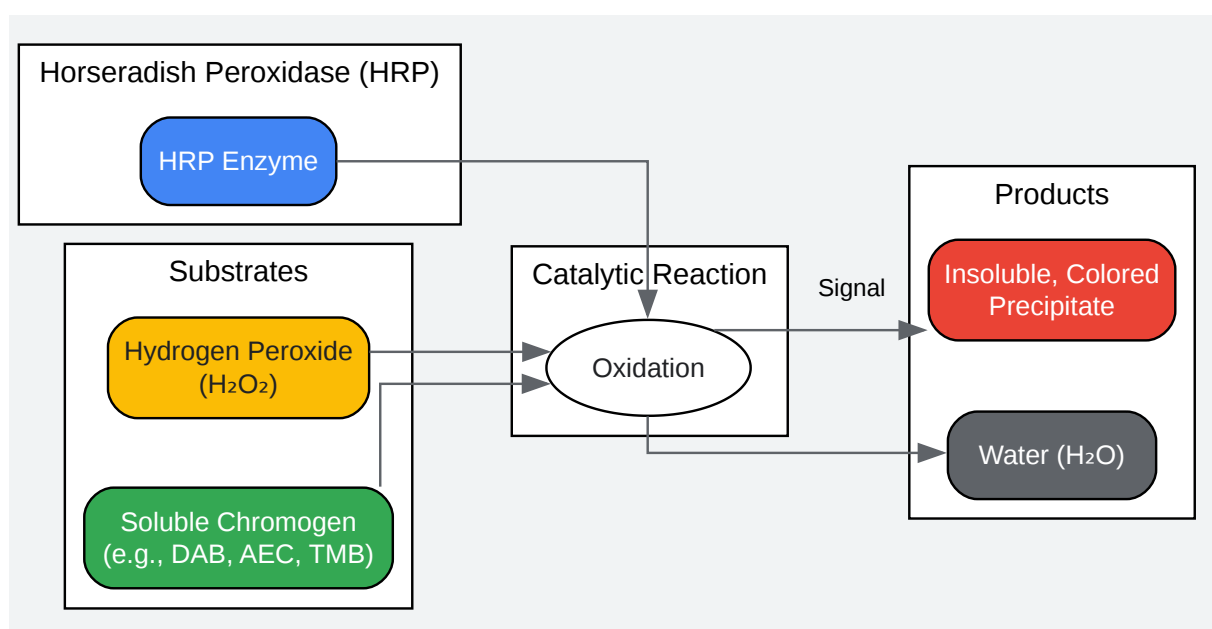 Horseradish Peroxidase (HRP)
HRP Enzyme
Substrates
Hydrogen Peroxide
(H₂O₂)
Soluble Chromogen
(e.g., DAB, AEC, TMB)
Catalytic Reaction
Oxidation
Signal
Products
Insoluble, Colored
Precipitate
Water (H₂O)